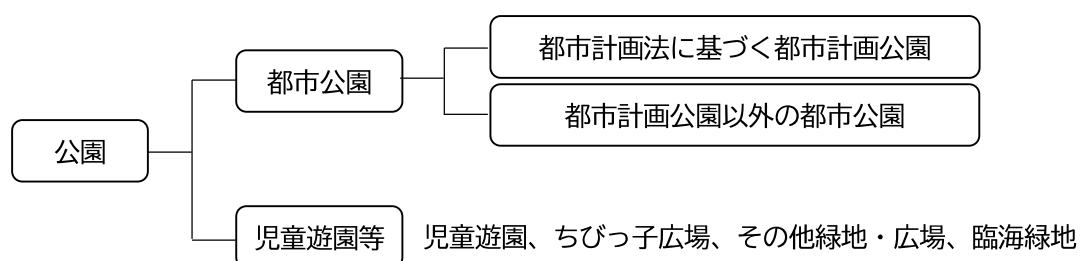 都市計画法に基づく都市計画公園
都市公園
都市計画公園以外の都市公園
公園
児童遊園等
児童遊園、ちびっ子広場、その他緑地・広場、臨海緑地